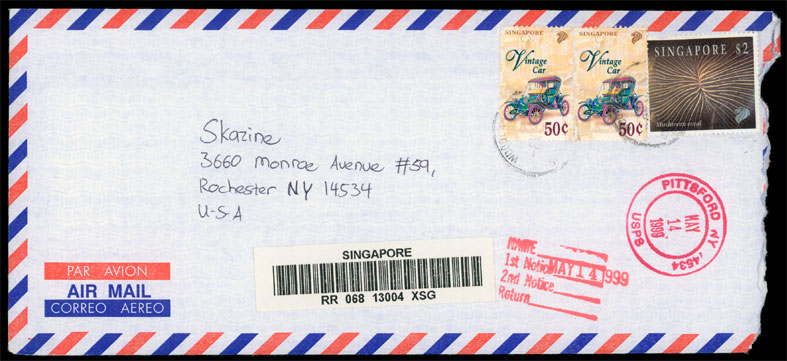 SINGAPORE
Vintage
Car
50¢
SINGAPORE
Vintage
Car
50¢
SINGAPORE $2
Mushroom coral
Skazine
3660 Monroe Avenue #59,
Rochester NY 14534
U-S-A
PITTSFORD NY 14534
MAY
14
1999
USPS
1st Notice MAY 14 1999
2nd Notice
Return
SINGAPORE
RR 068 13004 XSG
PAR AVION
AIR MAIL
CORREO AEREO